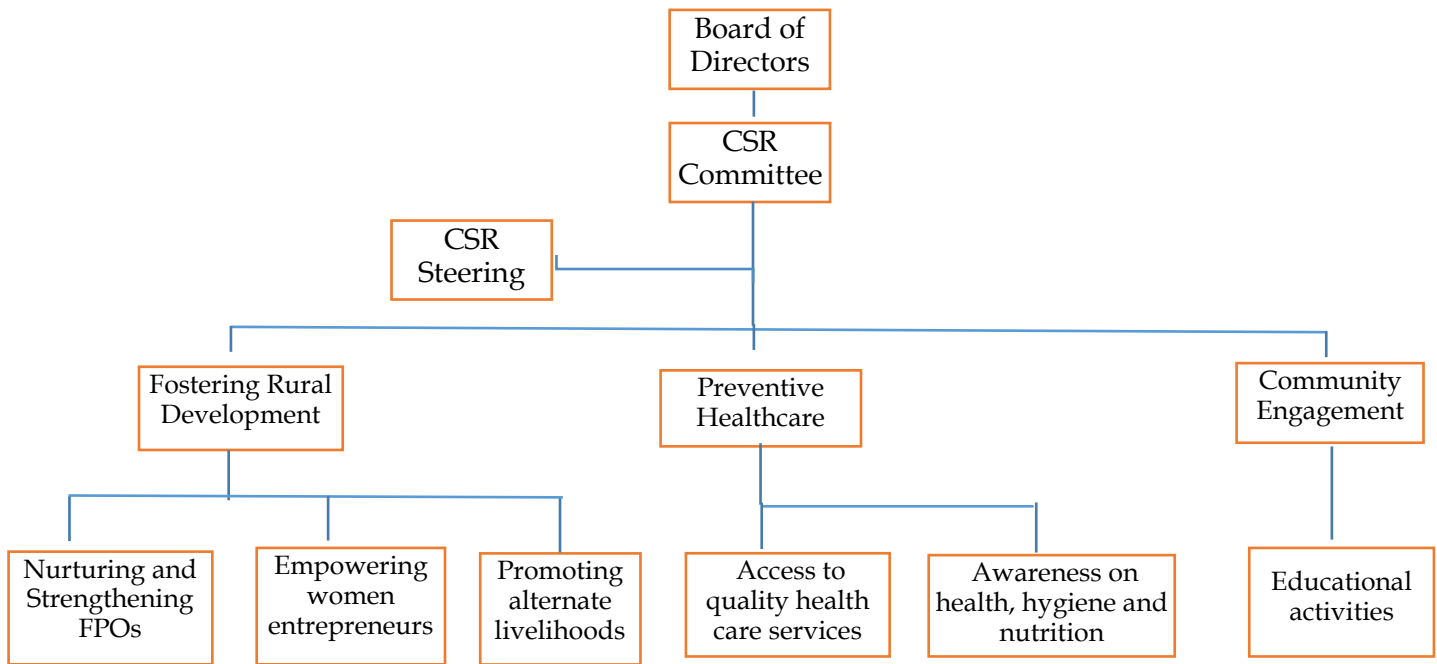 Board of
Directors
CSR
Committee
CSR
Steering
Fostering Rural
Development
Preventive
Healthcare
Community
Engagement
Nurturing and
Strengthening
FPOs
Empowering
women
entrepreneurs
Promoting
alternate
livelihoods
Access to
quality health
care services
Awareness on
health, hygiene and
nutrition
Educational
activities